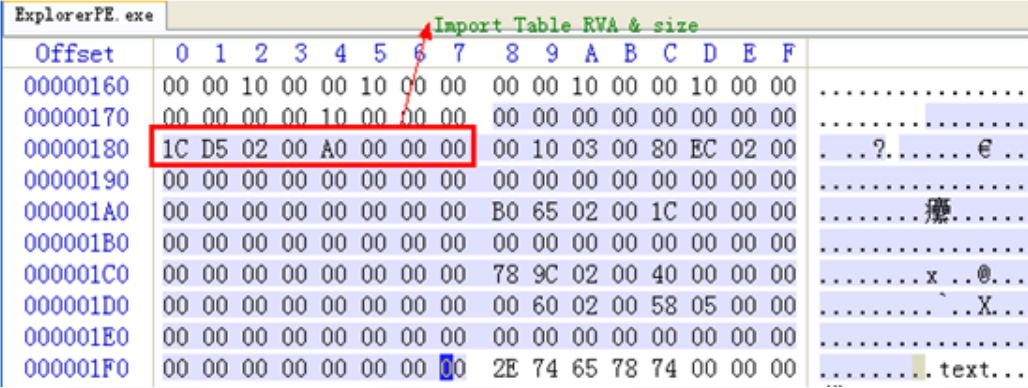 ExplorerPE.exe
Import Table RVA & size
Offset 0 1 2 3 4 5 6 7 8 9 A B C D E F
00000160 00 00 10 00 00 10 00 00 00 00 10 00 00 10 00 00 ................
00000170 00 00 00 00 10 00 00 00 00 00 00 00 00 00 00 00 ................
00000180 1C D5 02 00 A0 00 00 00 00 10 03 00 80 EC 02 00 . ..?.......€ ..
00000190 00 00 00 00 00 00 00 00 00 00 00 00 00 00 00 00 ................
000001A0 00 00 00 00 00 00 00 00 B0 65 02 00 1C 00 00 00 ........癳......
000001B0 00 00 00 00 00 00 00 00 00 00 00 00 00 00 00 00 ................
000001C0 00 00 00 00 00 00 00 00 78 9C 02 00 40 00 00 00 ........x ..@...
000001D0 00 00 00 00 00 00 00 00 00 60 02 00 58 05 00 00 .........`..X...
000001E0 00 00 00 00 00 00 00 00 00 00 00 00 00 00 00 00 ................
000001F0 00 00 00 00 00 00 00 00 2E 74 65 78 74 00 00 00 .........text...